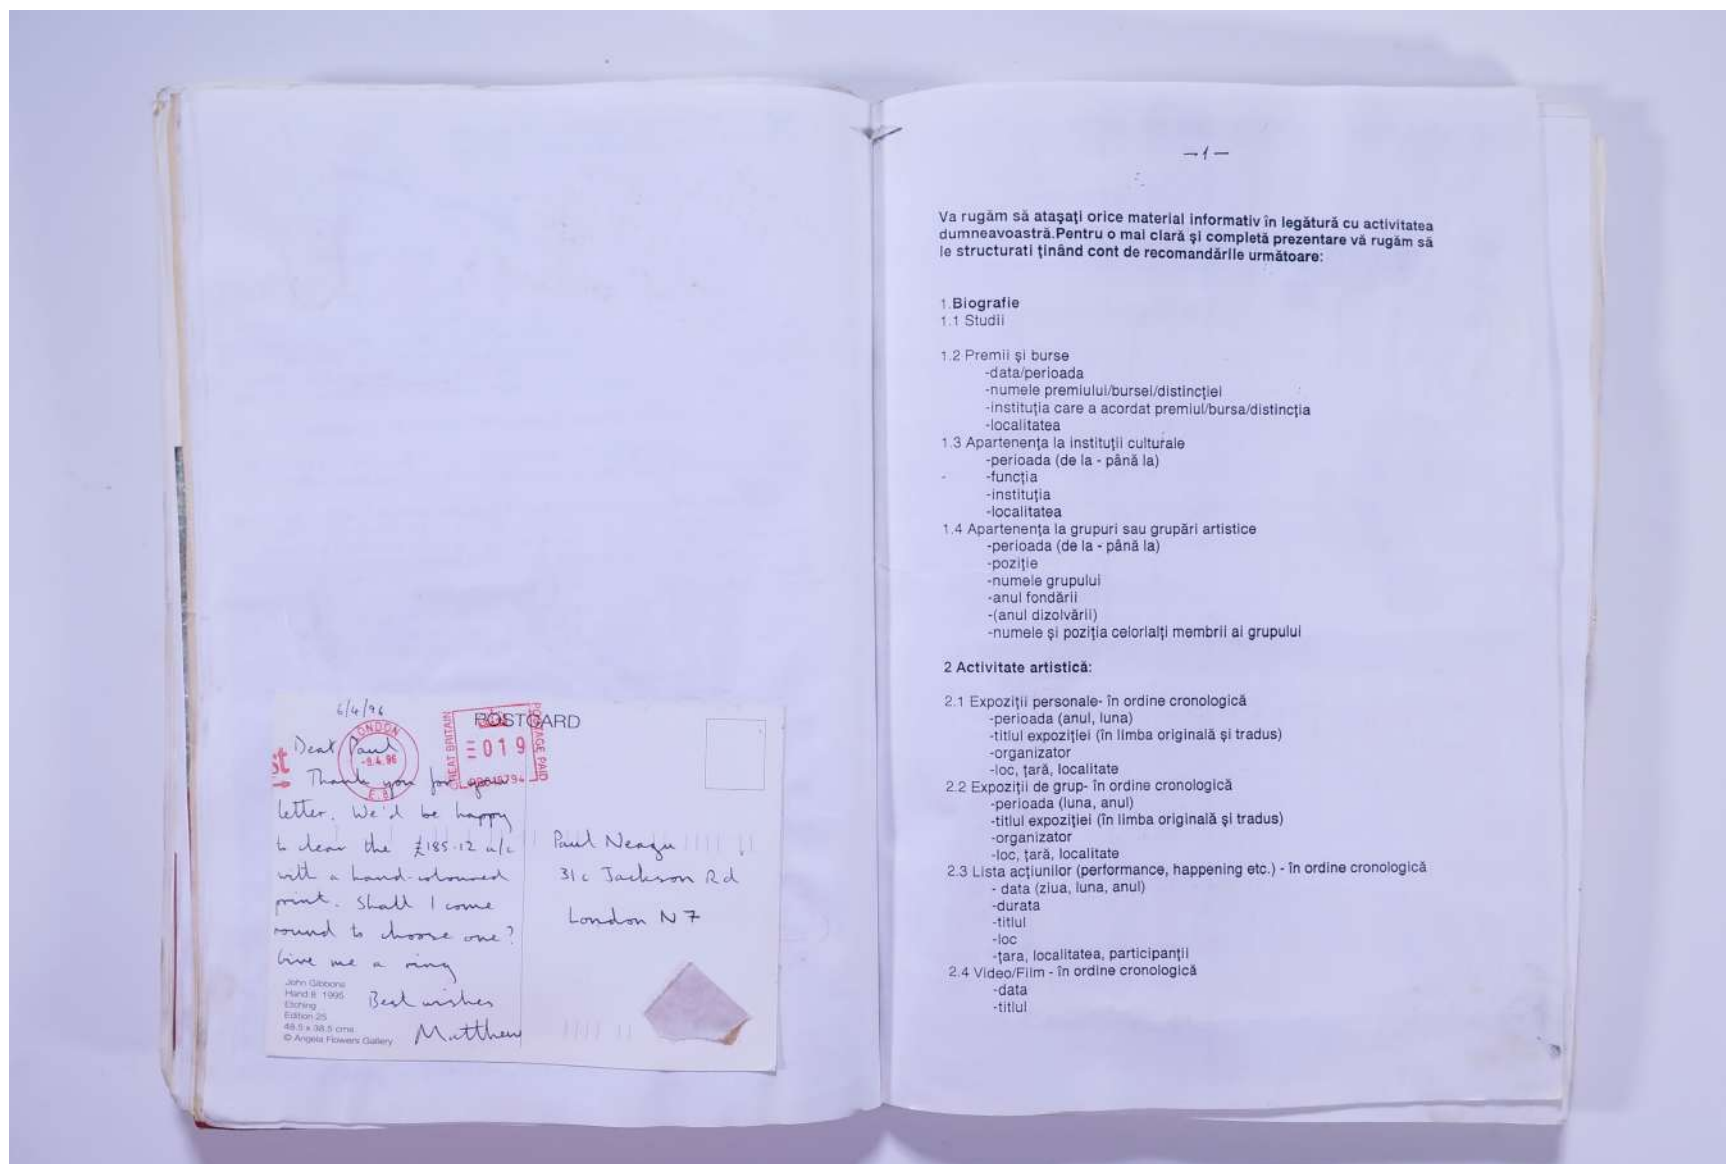 6/4/96
POSTCARD
LONDON
-9.4.96
E.8
GREAT BRITAIN
019
POSTAGE PAID
st
Dear Paul
Thank you for your
letter. We'd be happy
to clear the £185.12 a/c
with a hand-coloured
print. Shall I come
round to choose one?
Give me a ring
Best wishes
Matthew
John Gibbons
Hand II 1995
Etching
Edition 25
48.5 x 38.5 cms
© Angela Flowers Gallery
Paul Neagu
31c Jackson Rd
London N7
-1-
Va rugăm să ataşaţi orice material informativ în legătură cu activitatea
dumneavoastră.Pentru o mai clară şi completă prezentare vă rugăm să
le structurati ţinând cont de recomandările următoare:
1.Biografie
1.1 Studii
1.2 Premii şi burse
-data/perioada
-numele premiului/bursei/distincţiei
-instituţia care a acordat premiul/bursa/distincţia
-localitatea
1.3 Apartenenţa la instituţii culturale
-perioada (de la - până la)
-funcţia
-instituţia
-localitatea
1.4 Apartenenţa la grupuri sau grupări artistice
-perioada (de la - până la)
-poziţie
-numele grupului
-anul fondării
-(anul dizolvării)
-numele şi poziţia celorlalţi membrii ai grupului
2 Activitate artistică:
2.1 Expoziţii personale- în ordine cronologică
-perioada (anul, luna)
-titlul expoziţiei (în limba originală şi tradus)
-organizator
-loc, ţară, localitate
2.2 Expoziţii de grup- în ordine cronologică
-perioada (luna, anul)
-titlul expoziţiei (în limba originală şi tradus)
-organizator
-loc, ţară, localitate
2.3 Lista acţiunilor (performance, happening etc.) - în ordine cronologică
- data (ziua, luna, anul)
-durata
-titlul
-loc
-ţara, localitatea, participanţii
2.4 Video/Film - în ordine cronologică
-data
-titlul